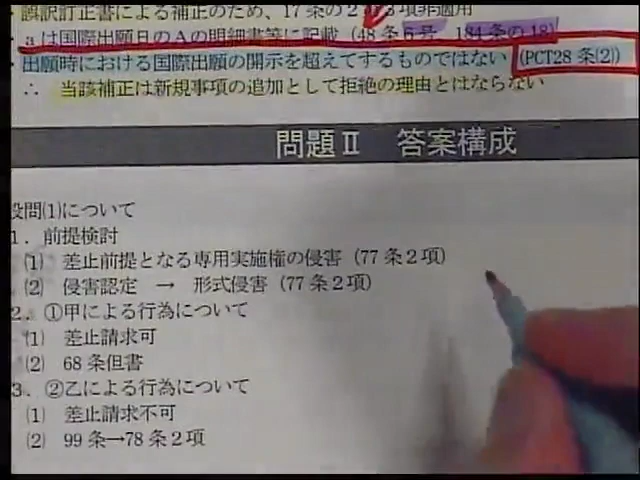 誤訳訂正書による補正のため、17条の2第3項非適用
・aは国際出願日のAの明細書等に記載（48条6号、184条の18）
・出願時における国際出願の開示を超えてするものではない（PCT28条(2)）
∴ 当該補正は新規事項の追加として拒絶の理由とはならない
問題Ⅱ 答案構成
設問(1)について
1．前提検討
(1) 差止前提となる専用実施権の侵害（77条2項）
(2) 侵害認定 → 形式侵害（77条2項）
2．①甲による行為について
(1) 差止請求可
(2) 68条但書
3．②乙による行為について
(1) 差止請求不可
(2) 99条→78条2項